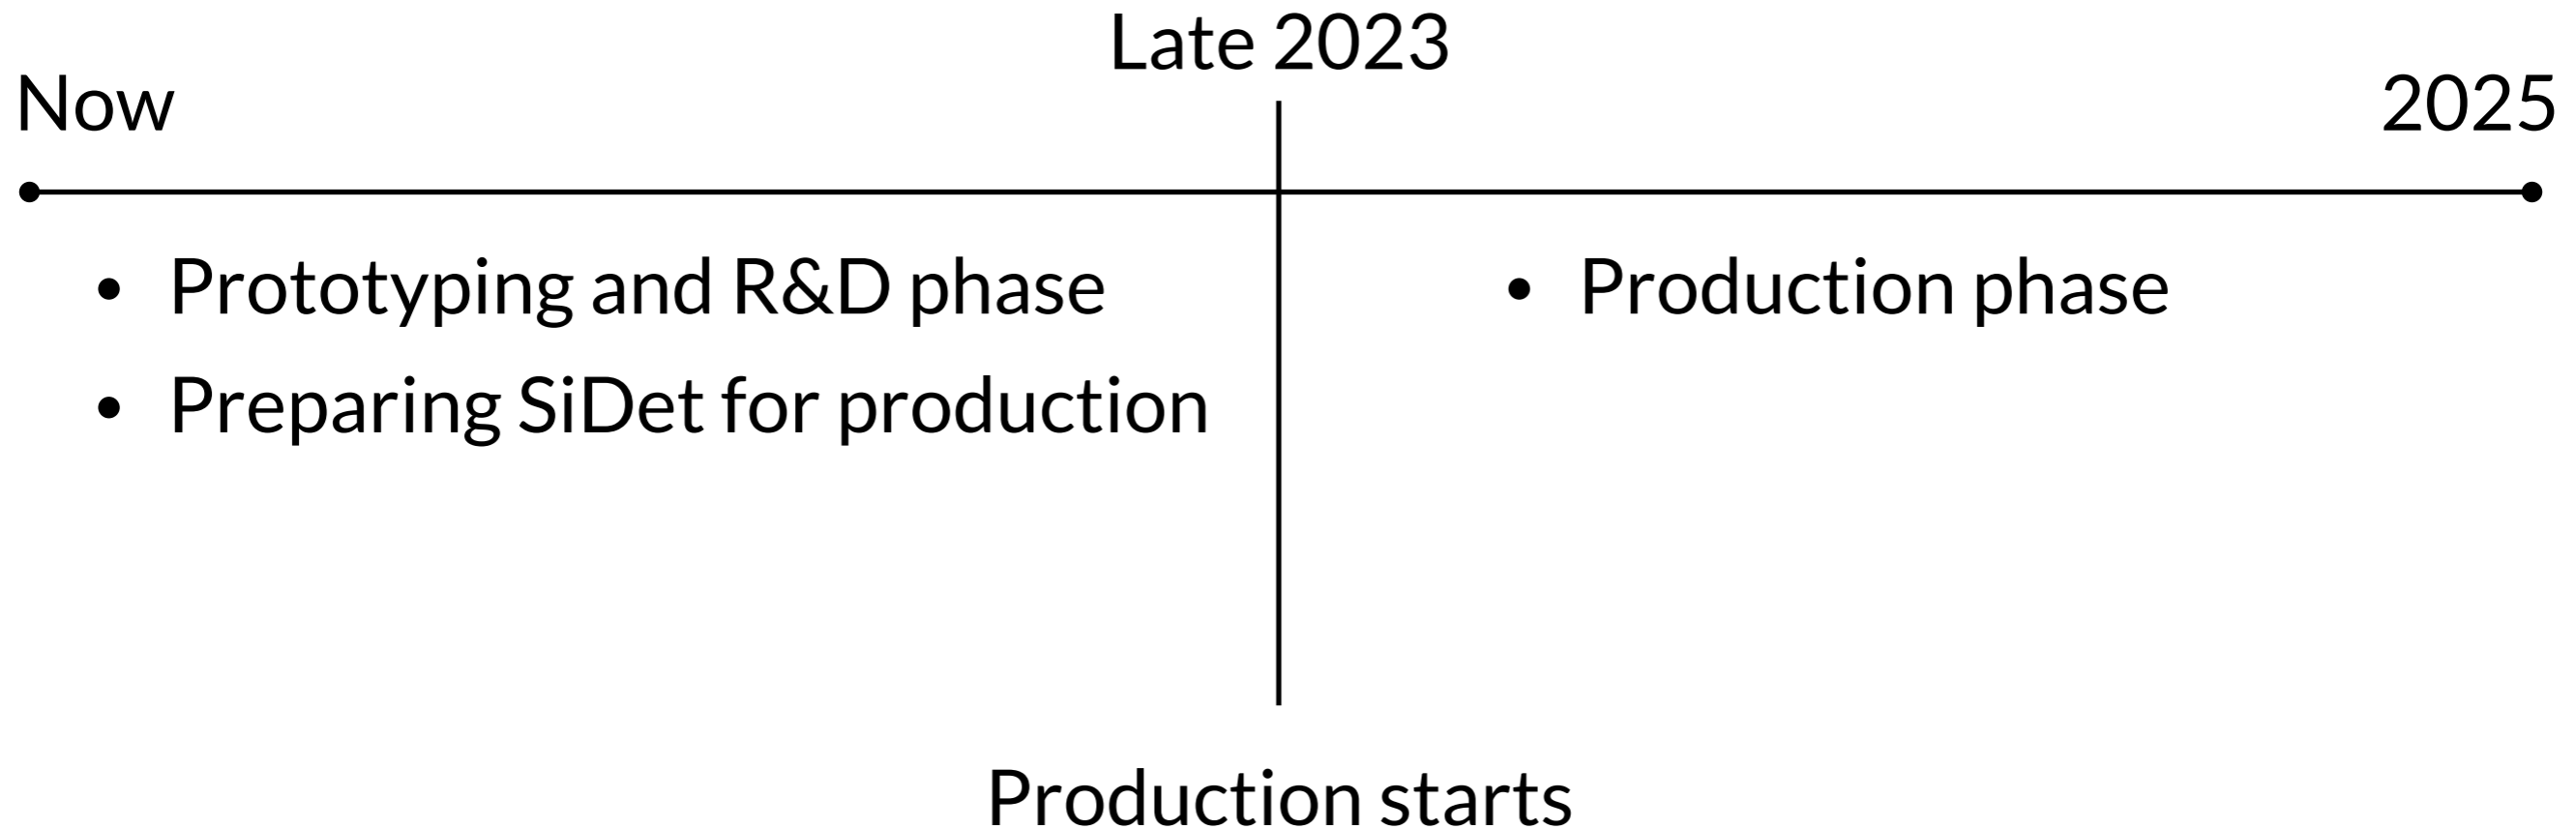 Late 2023
Now
2025
• Prototyping and R&D phase
• Preparing SiDet for production
• Production phase
Production starts